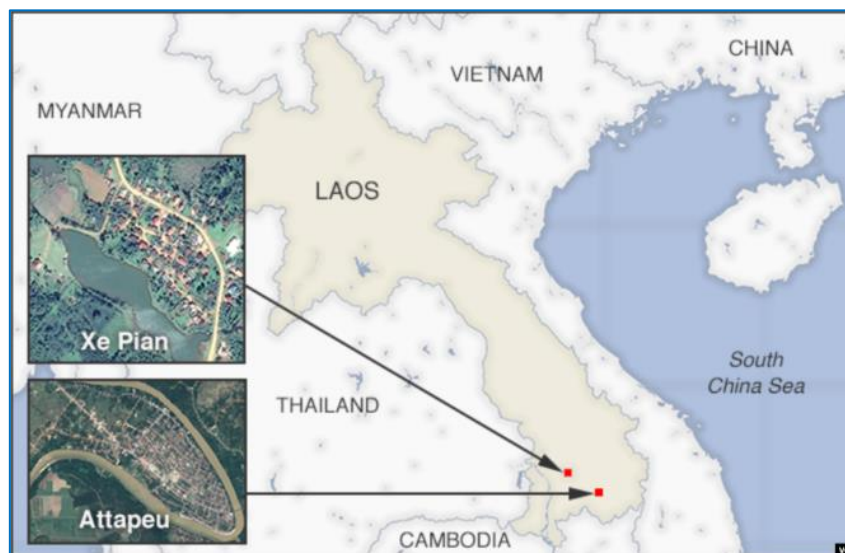 CHINA
VIETNAM
MYANMAR
LAOS
Xe Pian
South
China Sea
THAILAND
Attapeu
CAMBODIA